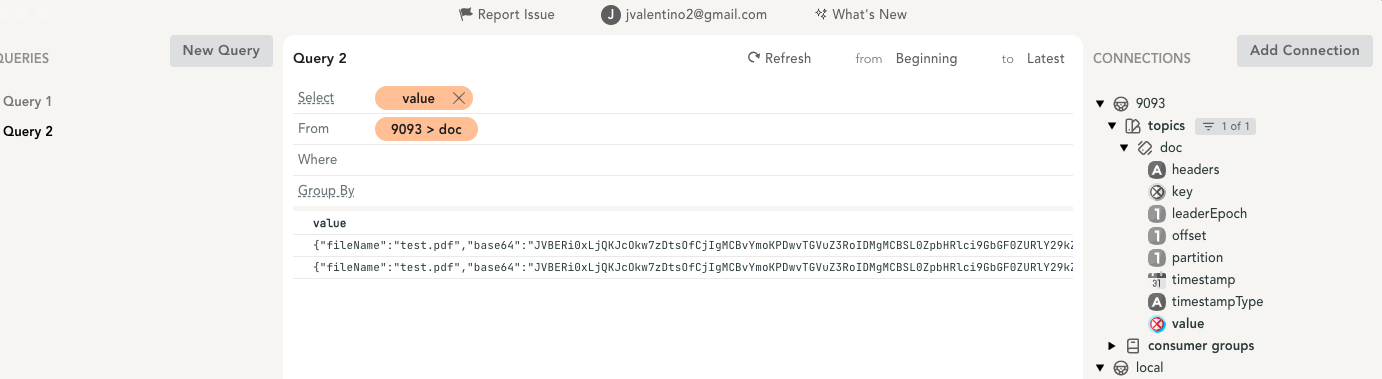 Report Issue
J jvalentino2@gmail.com
What's New
QUERIES
New Query
Query 1
Query 2
Query 2
Refresh
from Beginning
to Latest
Select value
From 9093 > doc
Where
Group By
value
{"fileName":"test.pdf","base64":"JVBERi0xLjQKJcOkw7zDtsOfCjIgMCBvYmoKPDwvTGVuZ3RoIDMgMCBSL0ZpbHRlci9GbGF0ZURlY29kZ
{"fileName":"test.pdf","base64":"JVBERi0xLjQKJcOkw7zDtsOfCjIgMCBvYmoKPDwvTGVuZ3RoIDMgMCBSL0ZpbHRlci9GbGF0ZURlY29kZ
CONNECTIONS
Add Connection
9093
topics 1 of 1
doc
A headers
key
1 leaderEpoch
1 offset
1 partition
31 timestamp
A timestampType
value
consumer groups
local